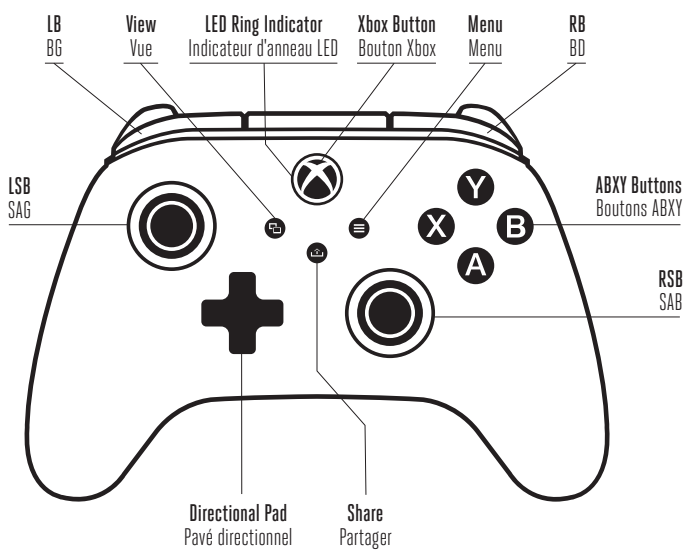 LB
BG
View
Vue
LED Ring Indicator
Indicateur d'anneau LED
Xbox Button
Bouton Xbox
Menu
Menu
RB
BD
LSB
SAG
Y
X
B
A
ABXY Buttons
Boutons ABXY
RSB
SAB
Directional Pad
Pavé directionnel
Share
Partager